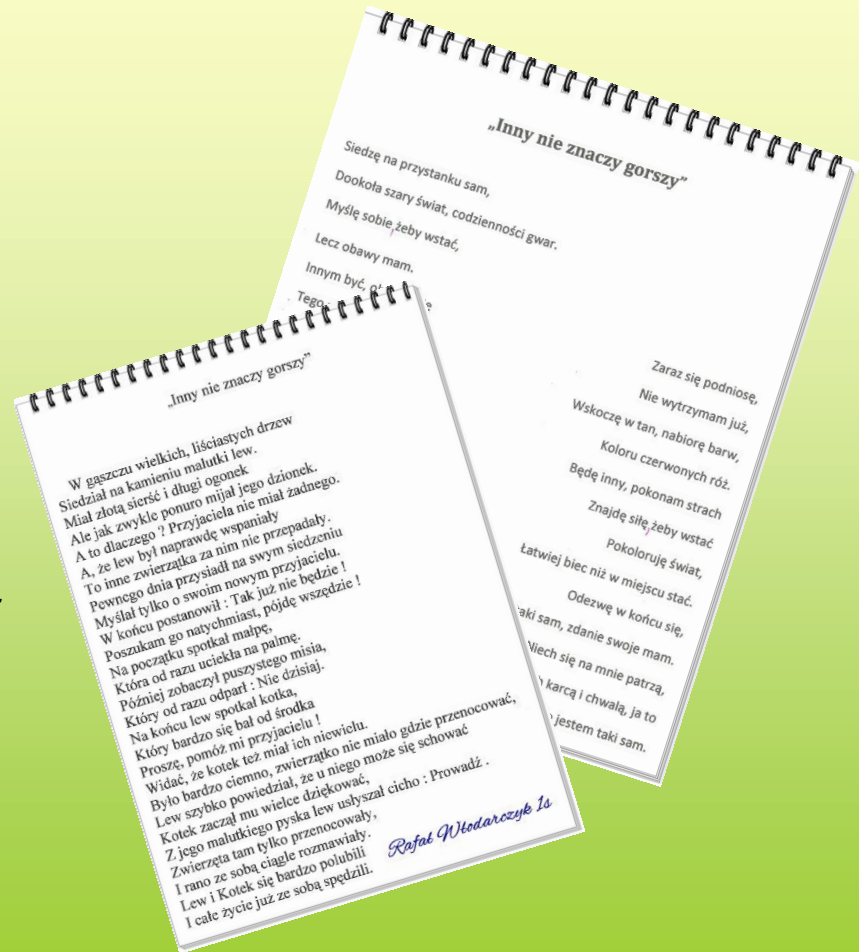 „Inny nie znaczy gorszy”
Siedzę na przystanku sam,
Dookoła szary świat, codzienności gwar.
Myślę sobie żeby wstać,
Lecz obawy mam.
Innym być,
Tego
Zaraz się podniosę,
Nie wytrzymam już,
Wskoczę w tan, nabiorę barw,
Koloru czerwonych róż.
Będę inny, pokonam strach
Znajdę siłę żeby wstać
Pokoloruję świat,
Łatwiej biec niż w miejscu stać.
Odezwę w końcu się,
taki sam, zdanie swoje mam.
Niech się na mnie patrzą,
karcą i chwalą, ja to
jestem taki sam.
„Inny nie znaczy gorszy”
W gąszczu wielkich, liściastych drzew
Siedział na kamieniu malutki lew.
Miał złotą sierść i długi ogonek
Ale jak zwykle ponuro mijał jego dzionek.
A to dlaczego ? Przyjaciela nie miał żadnego.
A, że lew był naprawdę wspaniały
To inne zwierzątka za nim nie przepadały.
Pewnego dnia przysiadł na swym siedzeniu
Myślał tylko o swoim nowym przyjacielu.
W końcu postanowił : Tak już nie będzie !
Poszukam go natychmiast, pójdę wszędzie !
Na początku spotkał małpę,
Która od razu uciekła na palmę.
Później zobaczył puszystego misia,
Który od razu odparł : Nie dzisiaj.
Na końcu lew spotkał kotka,
Który bardzo się bał od środka
Proszę, pomóż mi przyjacielu !
Widać, że kotek też miał ich niewielu.
Było bardzo ciemno, zwierzątko nie miało gdzie przenocować,
Lew szybko powiedział, że u niego może się schować
Kotek zaczął mu wielce dziękować,
Z jego malutkiego pyska lew usłyszał cicho : Prowadź .
Zwierzęta tam tylko przenocowały,
I rano ze sobą ciągle rozmawiały.
Lew i Kotek się bardzo polubili
I całe życie już ze sobą spędzili.
Rafał Włodarczyk 1s